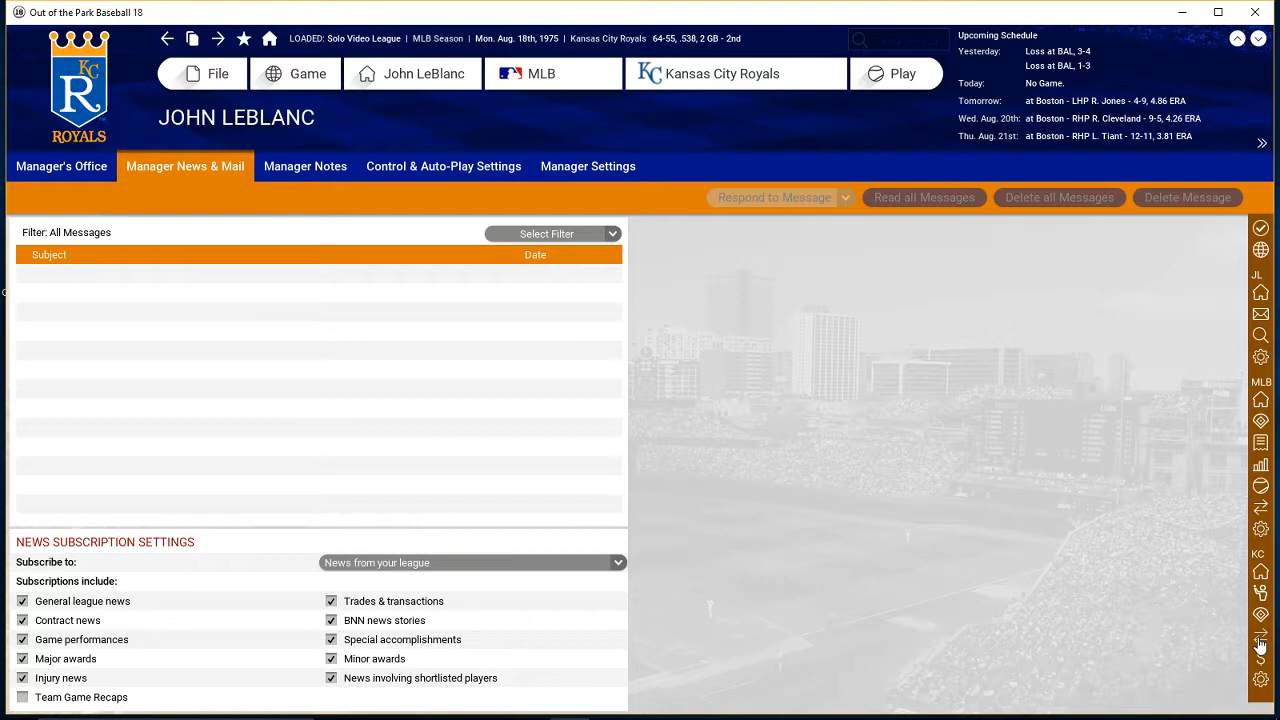 Out of the Park Baseball 18
LOADED: Solo Video League | MLB Season | Mon. Aug. 18th, 1975 | Kansas City Royals 64-55, .538, 2 GB - 2nd
Upcoming Schedule
Yesterday: Loss at BAL, 3-4
Loss at BAL, 1-3
Today: No Game.
Tomorrow: at Boston - LHP R. Jones - 4-9, 4.86 ERA
Wed. Aug. 20th: at Boston - RHP R. Cleveland - 9-5, 4.26 ERA
Thu. Aug. 21st: at Boston - RHP L. Tiant - 12-11, 3.81 ERA
KC
R
ROYALS
File
Game
John LeBlanc
MLB
KC Kansas City Royals
Play
JOHN LEBLANC
Manager's Office
Manager News & Mail
Manager Notes
Control & Auto-Play Settings
Manager Settings
Respond to Message
Read all Messages
Delete all Messages
Delete Message
Filter: All Messages
Select Filter
Subject Date
NEWS SUBSCRIPTION SETTINGS
Subscribe to: News from your league
Subscriptions include:
General league news Trades & transactions
Contract news BNN news stories
Game performances Special accomplishments
Major awards Minor awards
Injury news News involving shortlisted players
Team Game Recaps
JL
MLB
KC